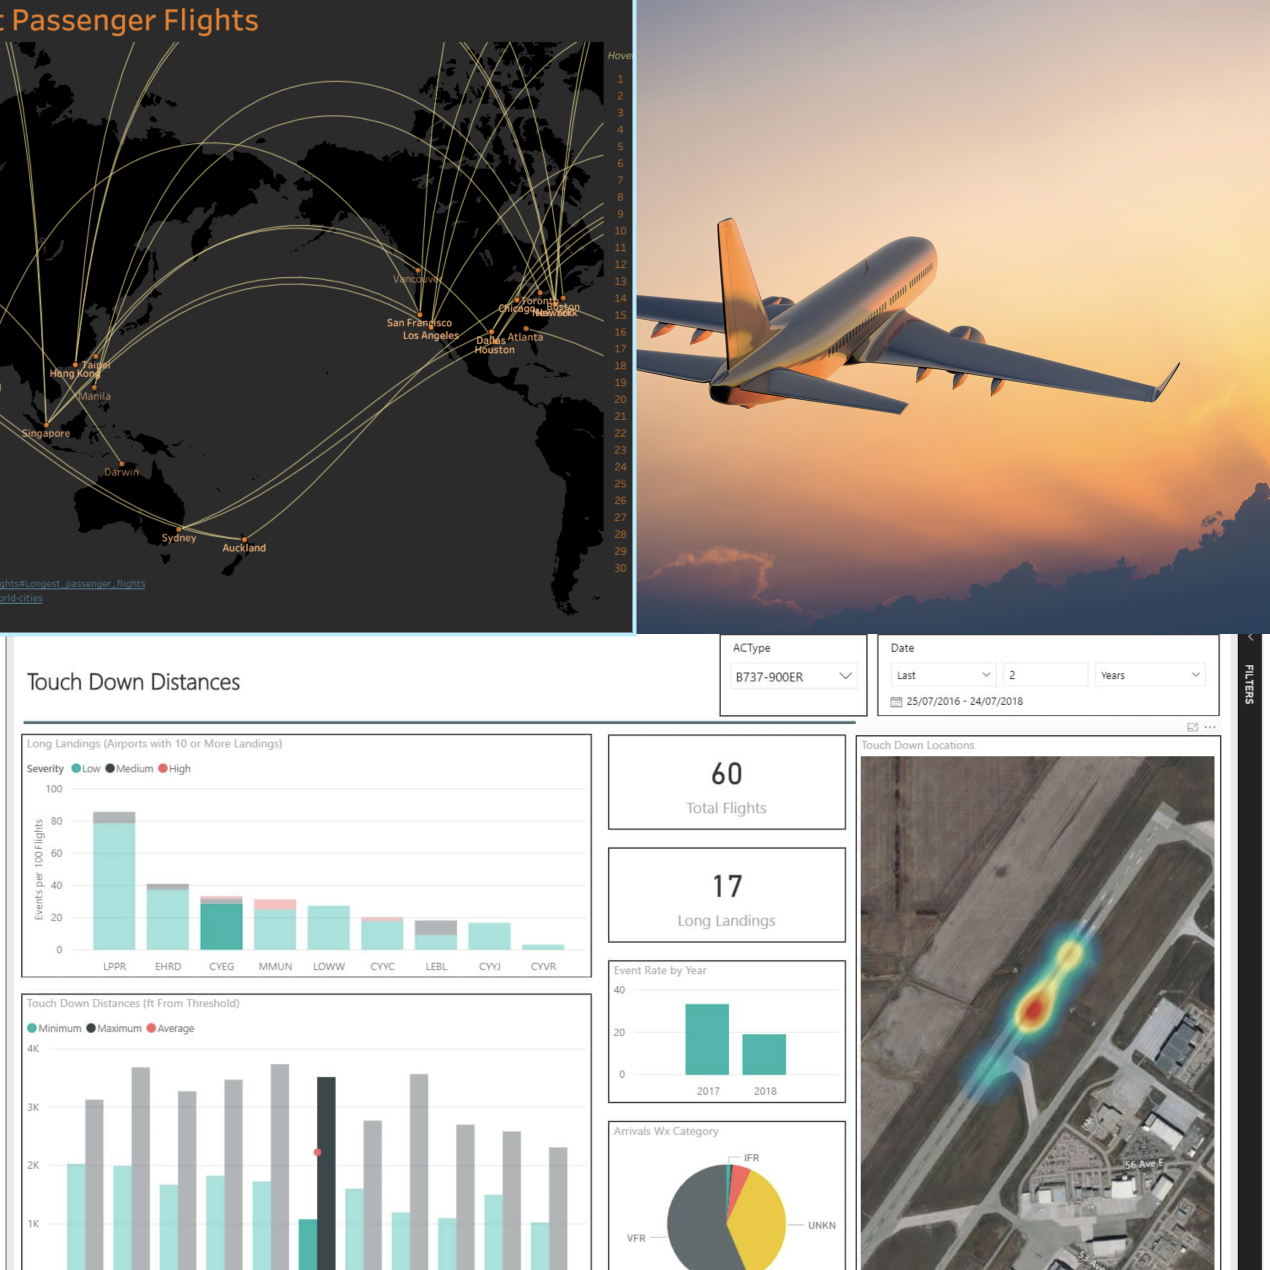 t Passenger Flights
Hove
1
2
3
4
5
6
7
8
9
10
11
12
13
14
15
16
17
18
19
20
21
22
23
24
25
26
27
28
29
30
Vancouver
San Francisco
Los Angeles
Chicago
Toronto
Boston
New York
Dallas
Atlanta
Houston
Taipei
Hong Kong
Manila
Singapore
Darwin
Sydney
Auckland
ghts#Longest_passenger_flights
orld-cities
Touch Down Distances
ACType
B737-900ER
Date
Last
2
Years
25/07/2016 - 24/07/2018
FILTERS
Long Landings (Airports with 10 or More Landings)
Severity Low Medium High
Events per 100 Flights
100
80
60
40
20
0
LPPR EHRD CYEG MMUN LOWW CYYC LEBL CYYJ CYVR
60
Total Flights
17
Long Landings
Event Rate by Year
40
20
0
2017 2018
Touch Down Locations
56 Ave E
Touch Down Distances (ft From Threshold)
Minimum Maximum Average
4K
3K
2K
1K
Arrivals Wx Category
IFR
UNKN
VFR